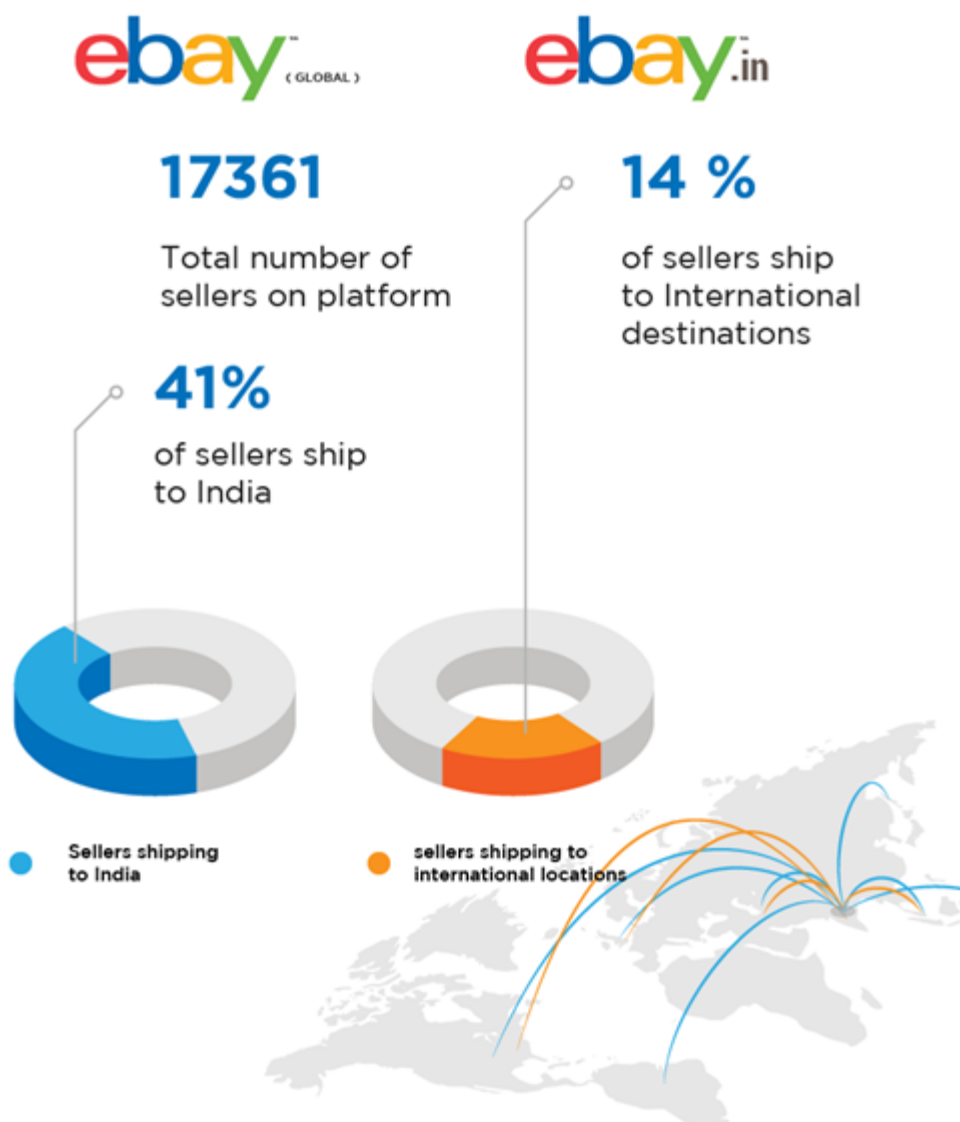 ebay
( GLOBAL )
17361
Total number of
sellers on platform
41%
of sellers ship
to India
Sellers shipping
to India
ebay.in
14 %
of sellers ship
to International
destinations
sellers shipping to
international locations